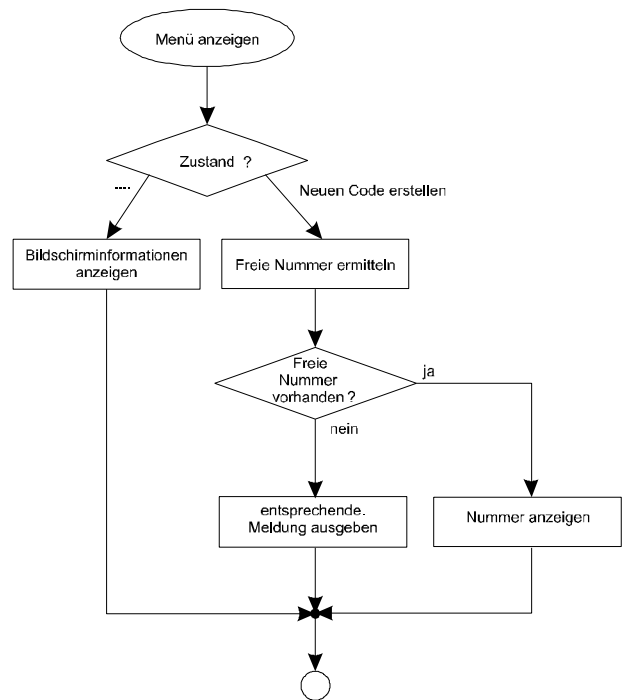 Menü anzeigen
Zustand ?
----
Neuen Code erstellen
Bildschirminformationen
anzeigen
Freie Nummer ermitteln
Freie
Nummer
vorhanden ?
ja
nein
entsprechende.
Meldung ausgeben
Nummer anzeigen